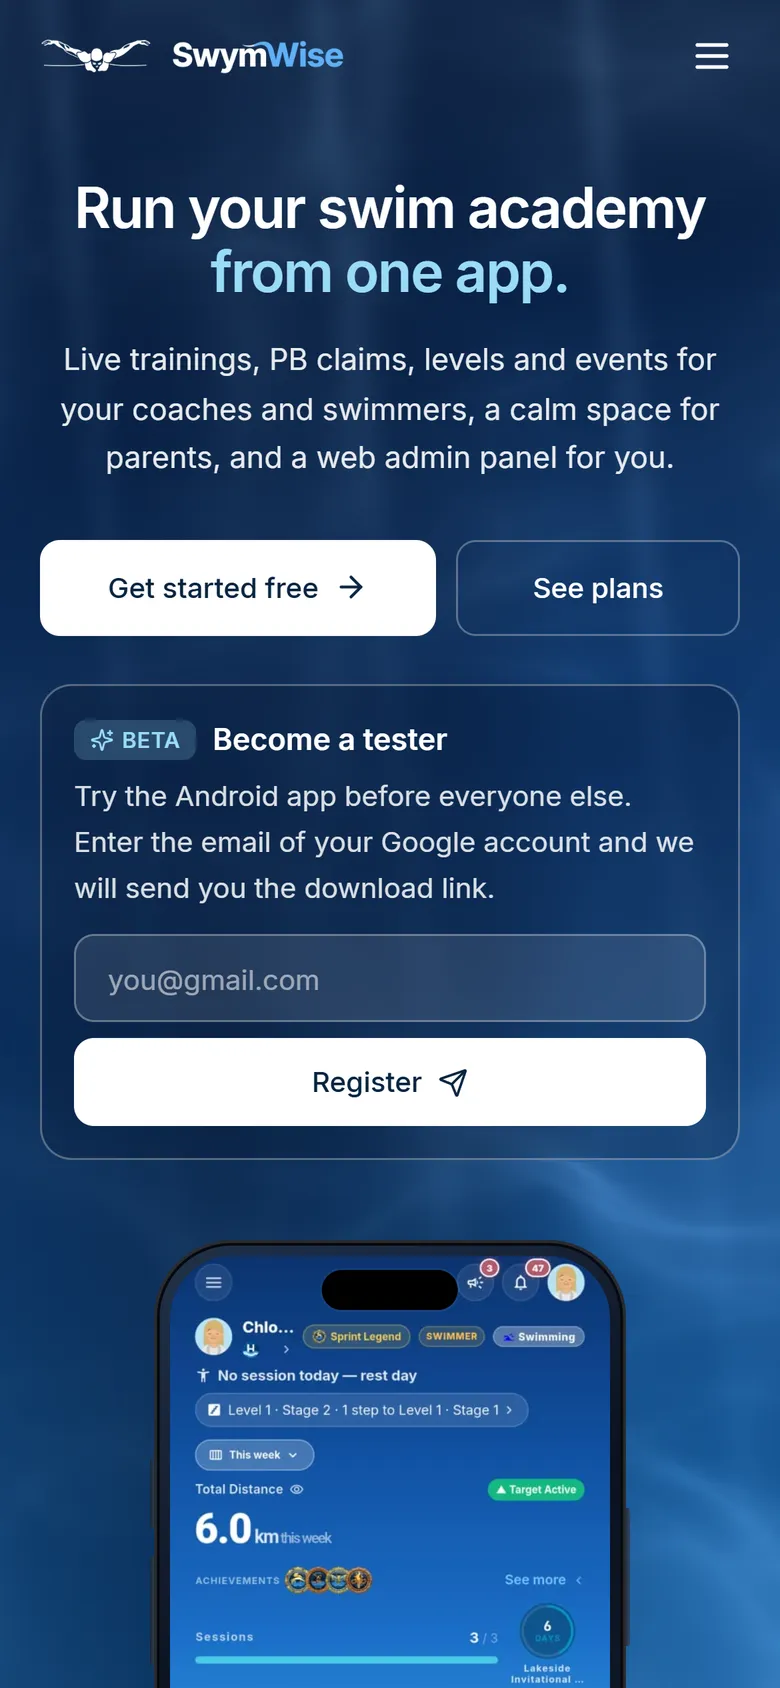 SwymWise
Run your swim academy
from one app.
Live trainings, PB claims, levels and events for
your coaches and swimmers, a calm space for
parents, and a web admin panel for you.
Get started free
See plans
BETA
Become a tester
Try the Android app before everyone else.
Enter the email of your Google account and we
will send you the download link.
you@gmail.com
Register
3
47
Chlo...
Sprint Legend
SWIMMER
Swimming
No session today — rest day
Level 1 · Stage 2 · 1 step to Level 1 · Stage 1
This week
Total Distance
Target Active
6.0 km this week
ACHIEVEMENTS
See more
Sessions
3 / 3
6
DAYS
Lakeside
Invitational ...